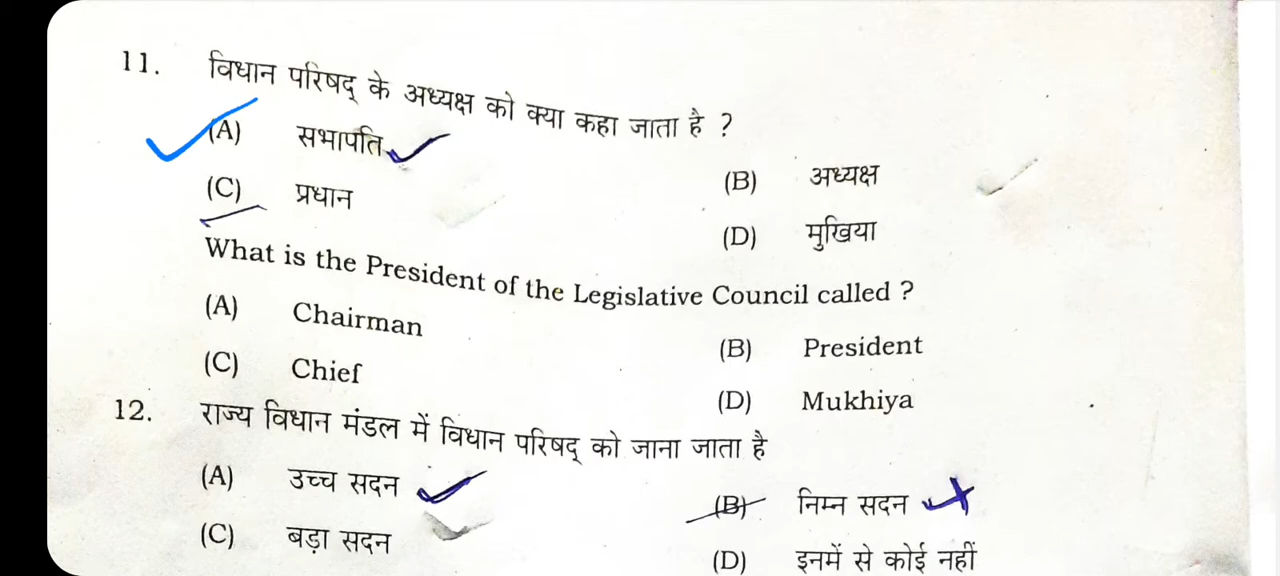 11. विधान परिषद् के अध्यक्ष को क्या कहा जाता है ?
(A) सभापति
(B) अध्यक्ष
(C) प्रधान
(D) मुखिया
What is the President of the Legislative Council called ?
(A) Chairman
(B) President
(C) Chief
(D) Mukhiya
12. राज्य विधान मंडल में विधान परिषद् को जाना जाता है
(A) उच्च सदन
(B) निम्न सदन
(C) बड़ा सदन
(D) इनमें से कोई नहीं